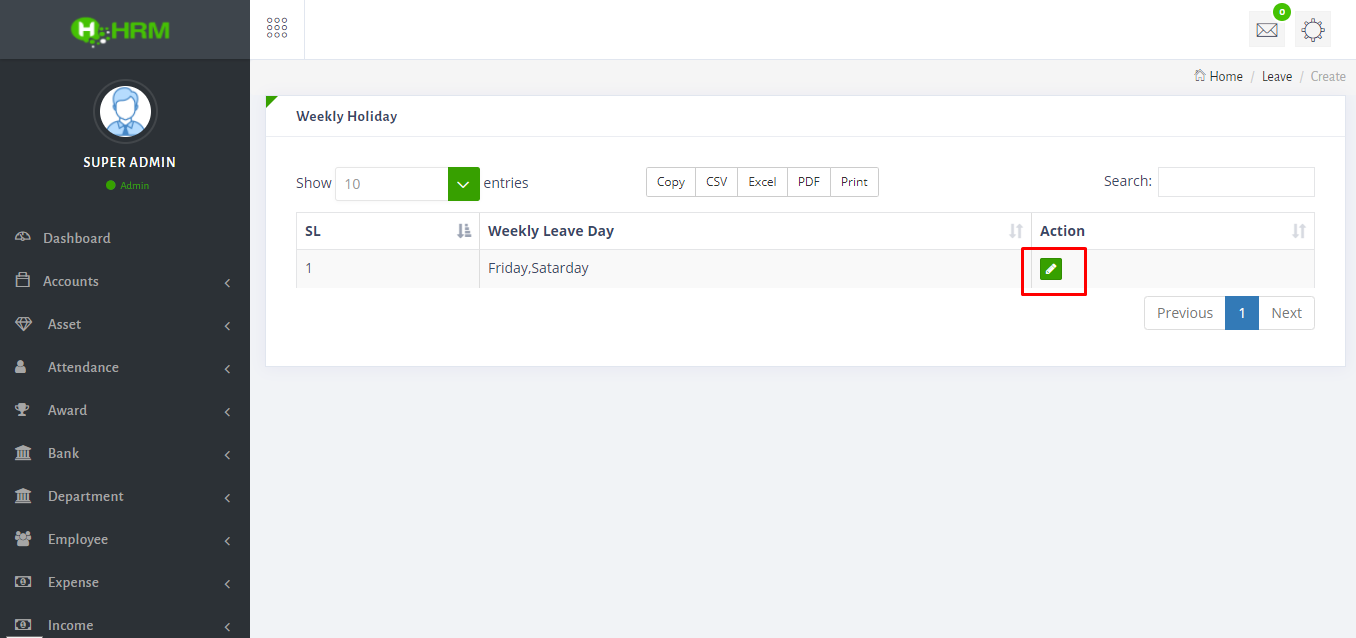 HRM
0
Home / Leave / Create
SUPER ADMIN
Admin
Dashboard
Accounts
Asset
Attendance
Award
Bank
Department
Employee
Expense
Income
Weekly Holiday
Show 10 entries
Copy CSV Excel PDF Print
Search:
SL Weekly Leave Day Action
1 Friday,Satarday
Previous 1 Next